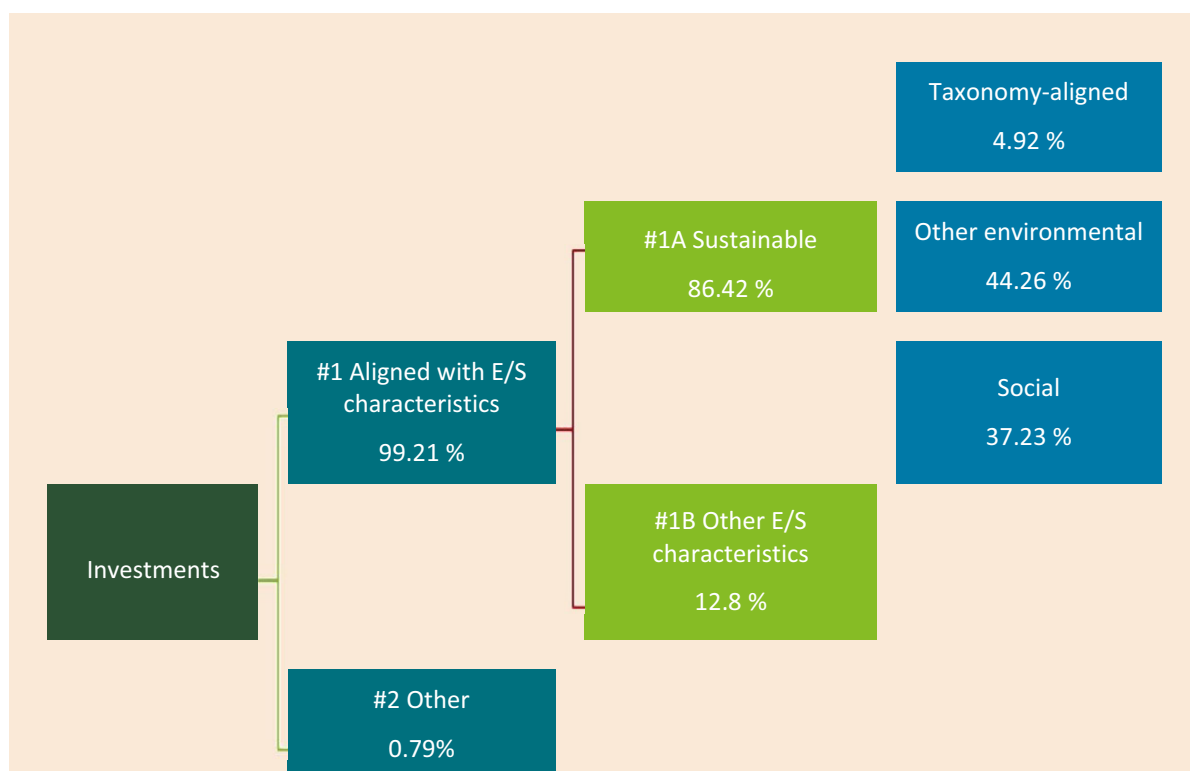 Investments
#1 Aligned with E/S
characteristics
99.21 %
#2 Other
0.79%
#1A Sustainable
86.42 %
#1B Other E/S
characteristics
12.8 %
Taxonomy-aligned
4.92 %
Other environmental
44.26 %
Social
37.23 %